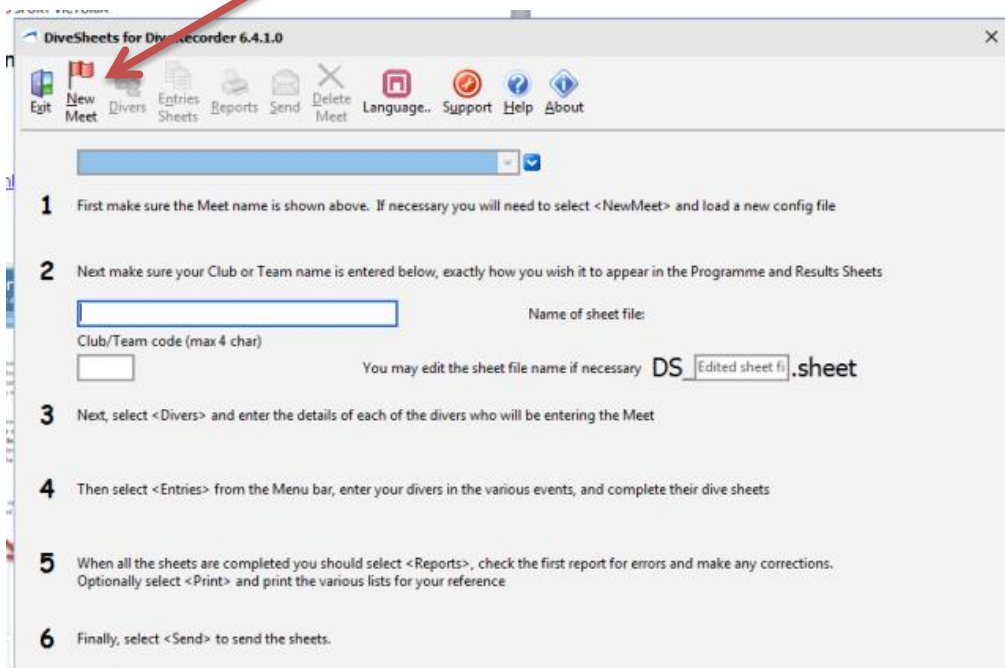 DiveSheets for DiveRecorder 6.4.1.0
Exit New Meet Divers Entries Sheets Reports Send Delete Meet Language.. Support Help About
1 First make sure the Meet name is shown above. If necessary you will need to select <NewMeet> and load a new config file
2 Next make sure your Club or Team name is entered below, exactly how you wish it to appear in the Programme and Results Sheets
Name of sheet file:
Club/Team code (max 4 char)
You may edit the sheet file name if necessary DS_ Edited sheet fi .sheet
3 Next, select <Divers> and enter the details of each of the divers who will be entering the Meet
4 Then select <Entries> from the Menu bar, enter your divers in the various events, and complete their dive sheets
5 When all the sheets are completed you should select <Reports>, check the first report for errors and make any corrections.
Optionally select <Print> and print the various lists for your reference
6 Finally, select <Send> to send the sheets.